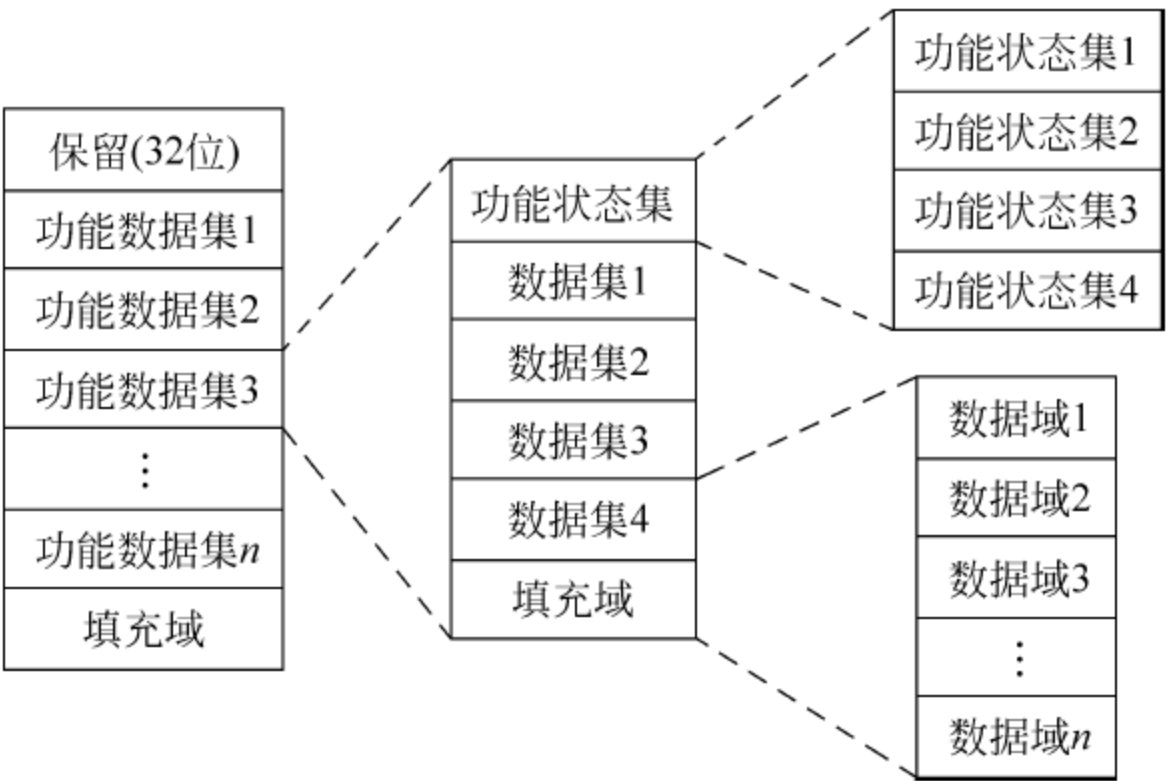 保留(32位)
功能数据集1
功能数据集2
功能数据集3
⋮
功能数据集n
填充域
功能状态集
数据集1
数据集2
数据集3
数据集4
填充域
功能状态集1
功能状态集2
功能状态集3
功能状态集4
数据域1
数据域2
数据域3
⋮
数据域n